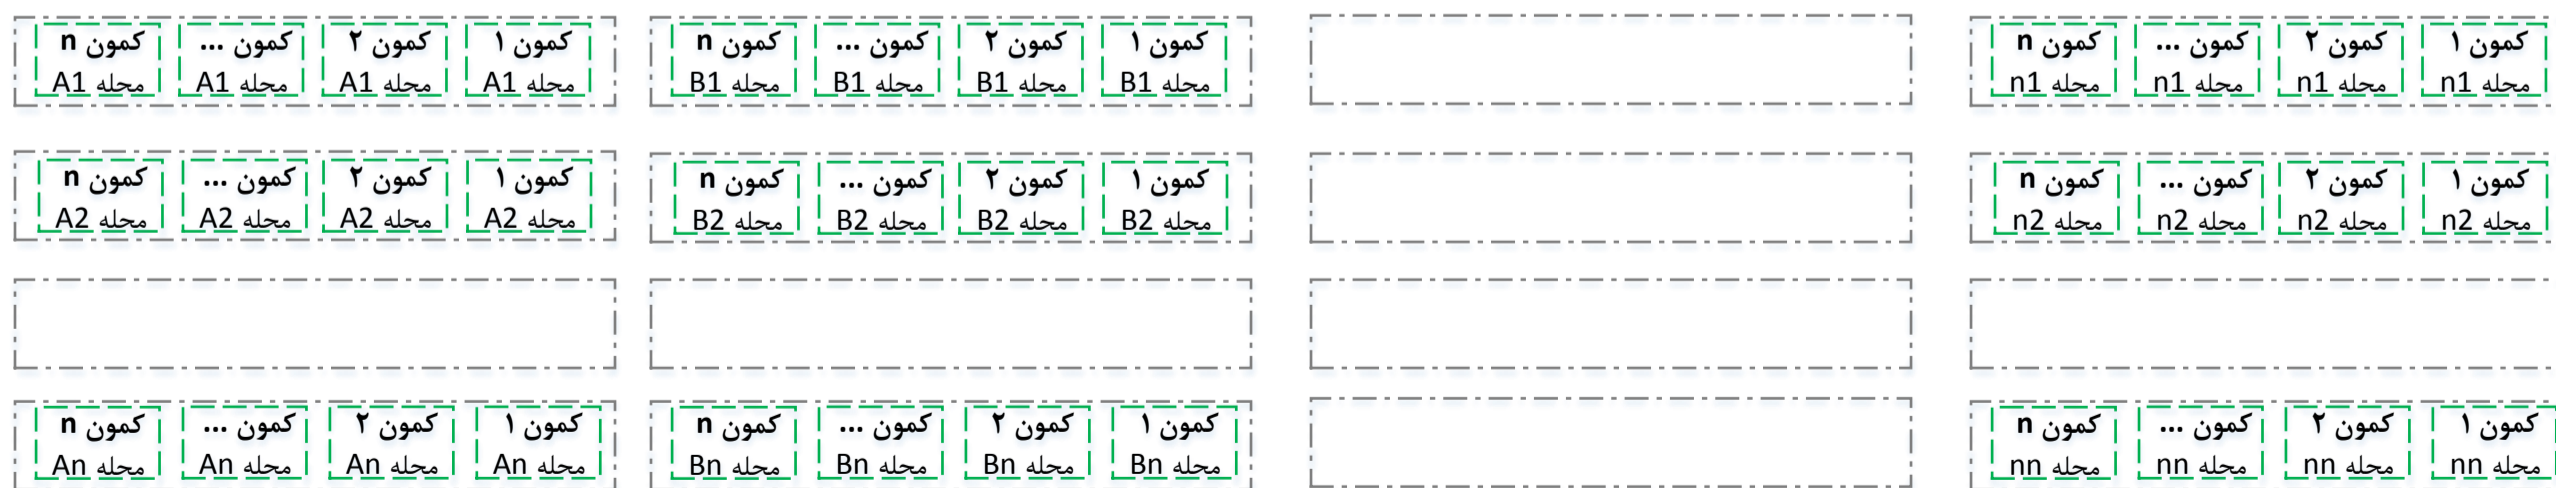 کمون ۱
محله A1
کمون ۲
محله A1
کمون ...
محله A1
کمون n
محله A1
کمون ۱
محله B1
کمون ۲
محله B1
کمون ...
محله B1
کمون n
محله B1
کمون ۱
محله n1
کمون ۲
محله n1
کمون ...
محله n1
کمون n
محله n1
کمون ۱
محله A2
کمون ۲
محله A2
کمون ...
محله A2
کمون n
محله A2
کمون ۱
محله B2
کمون ۲
محله B2
کمون ...
محله B2
کمون n
محله B2
کمون ۱
محله n2
کمون ۲
محله n2
کمون ...
محله n2
کمون n
محله n2
کمون ۱
محله An
کمون ۲
محله An
کمون ...
محله An
کمون n
محله An
کمون ۱
محله Bn
کمون ۲
محله Bn
کمون ...
محله Bn
کمون n
محله Bn
کمون ۱
محله nn
کمون ۲
محله nn
کمون ...
محله nn
کمون n
محله nn